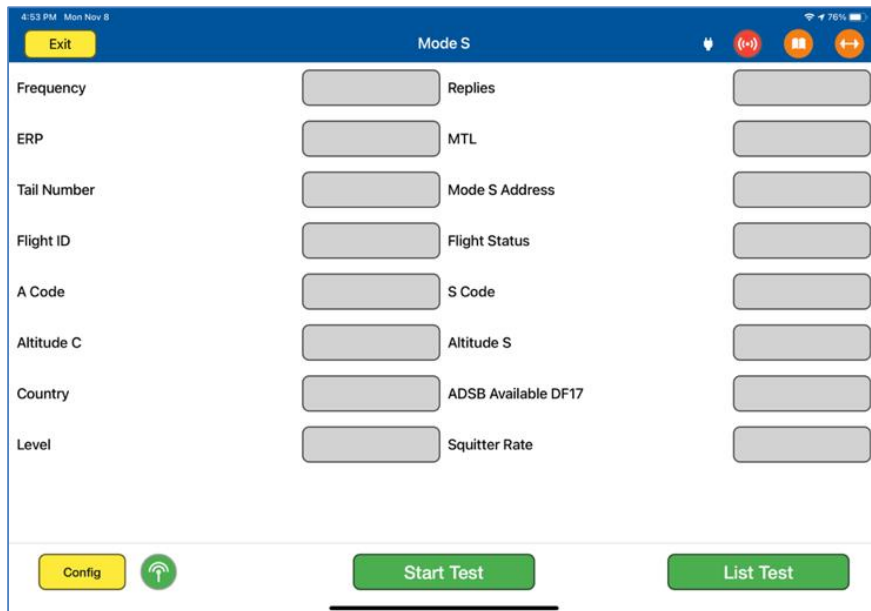 4:53 PM Mon Nov 8
76%
Exit
Mode S
Frequency
Replies
ERP
MTL
Tail Number
Mode S Address
Flight ID
Flight Status
A Code
S Code
Altitude C
Altitude S
Country
ADSB Available DF17
Level
Squitter Rate
Config
Start Test
List Test